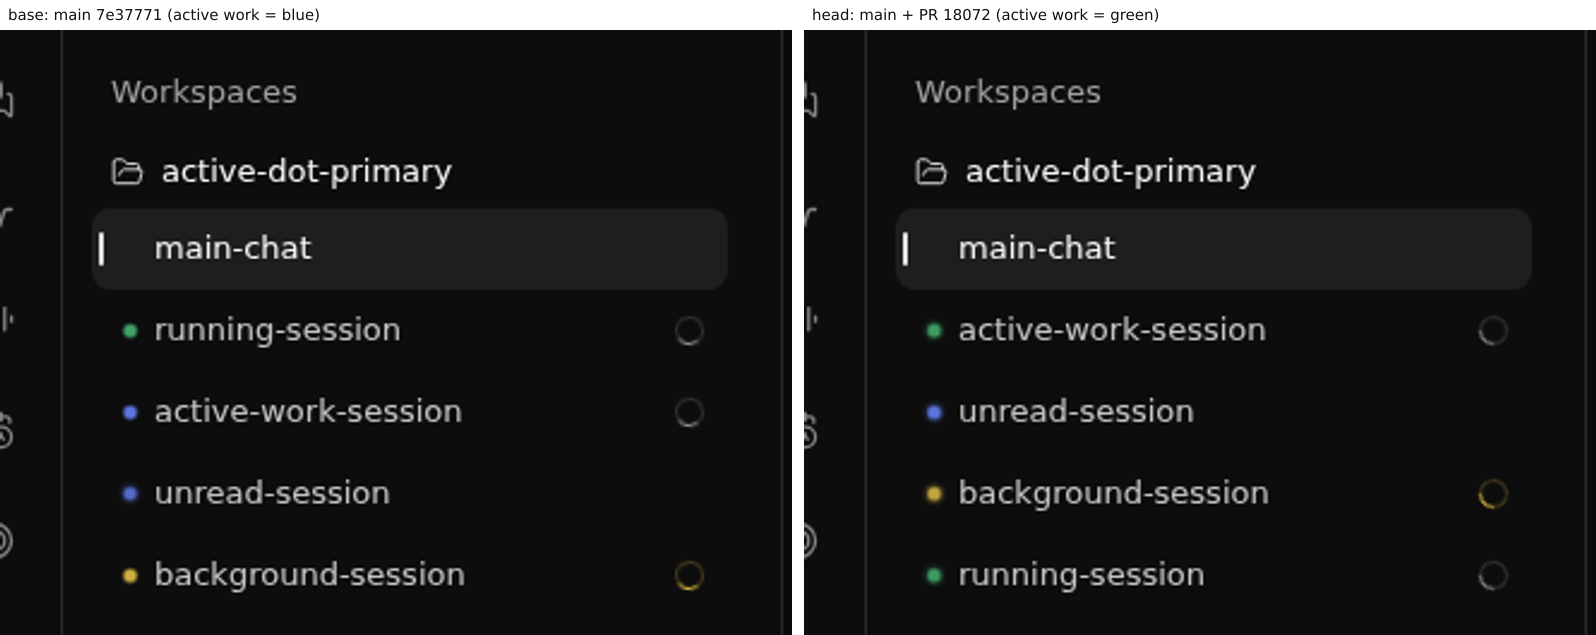 base: main 7e37771 (active work = blue)
Workspaces
active-dot-primary
main-chat
running-session
active-work-session
unread-session
background-session
head: main + PR 18072 (active work = green)
Workspaces
active-dot-primary
main-chat
active-work-session
unread-session
background-session
running-session